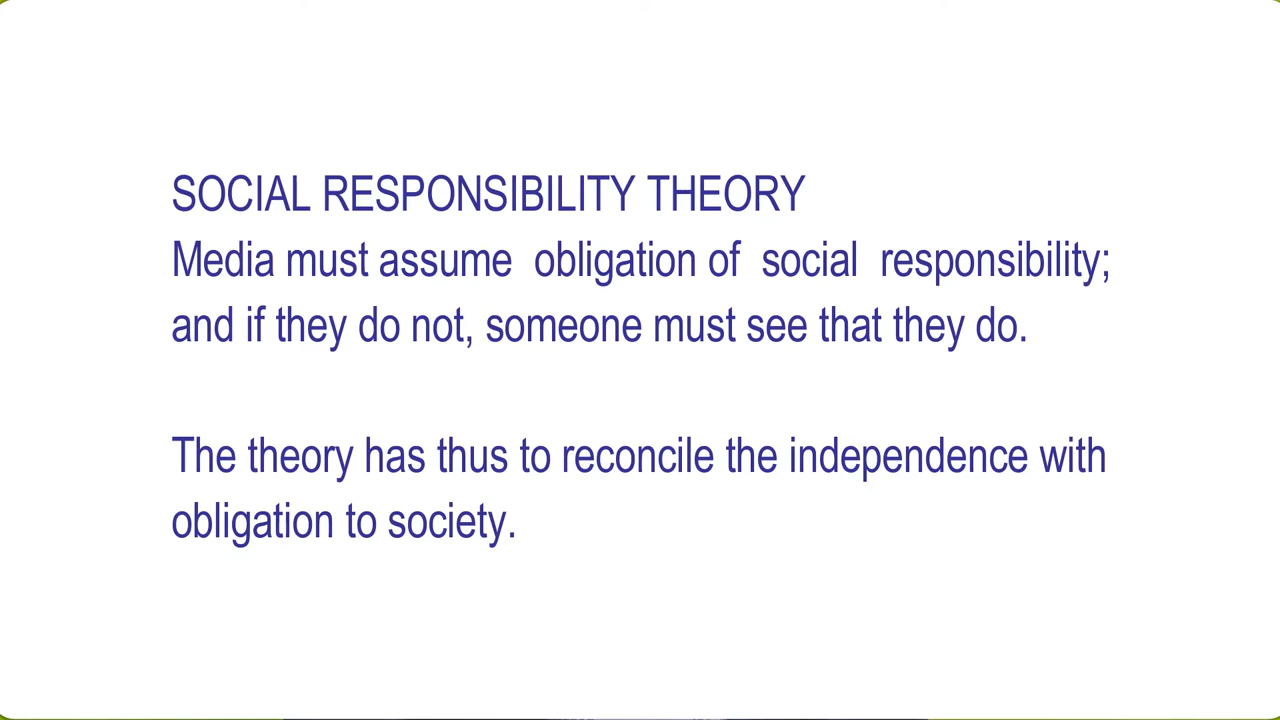 SOCIAL RESPONSIBILITY THEORY
Media must assume obligation of social responsibility;
and if they do not, someone must see that they do.
The theory has thus to reconcile the independence with
obligation to society.